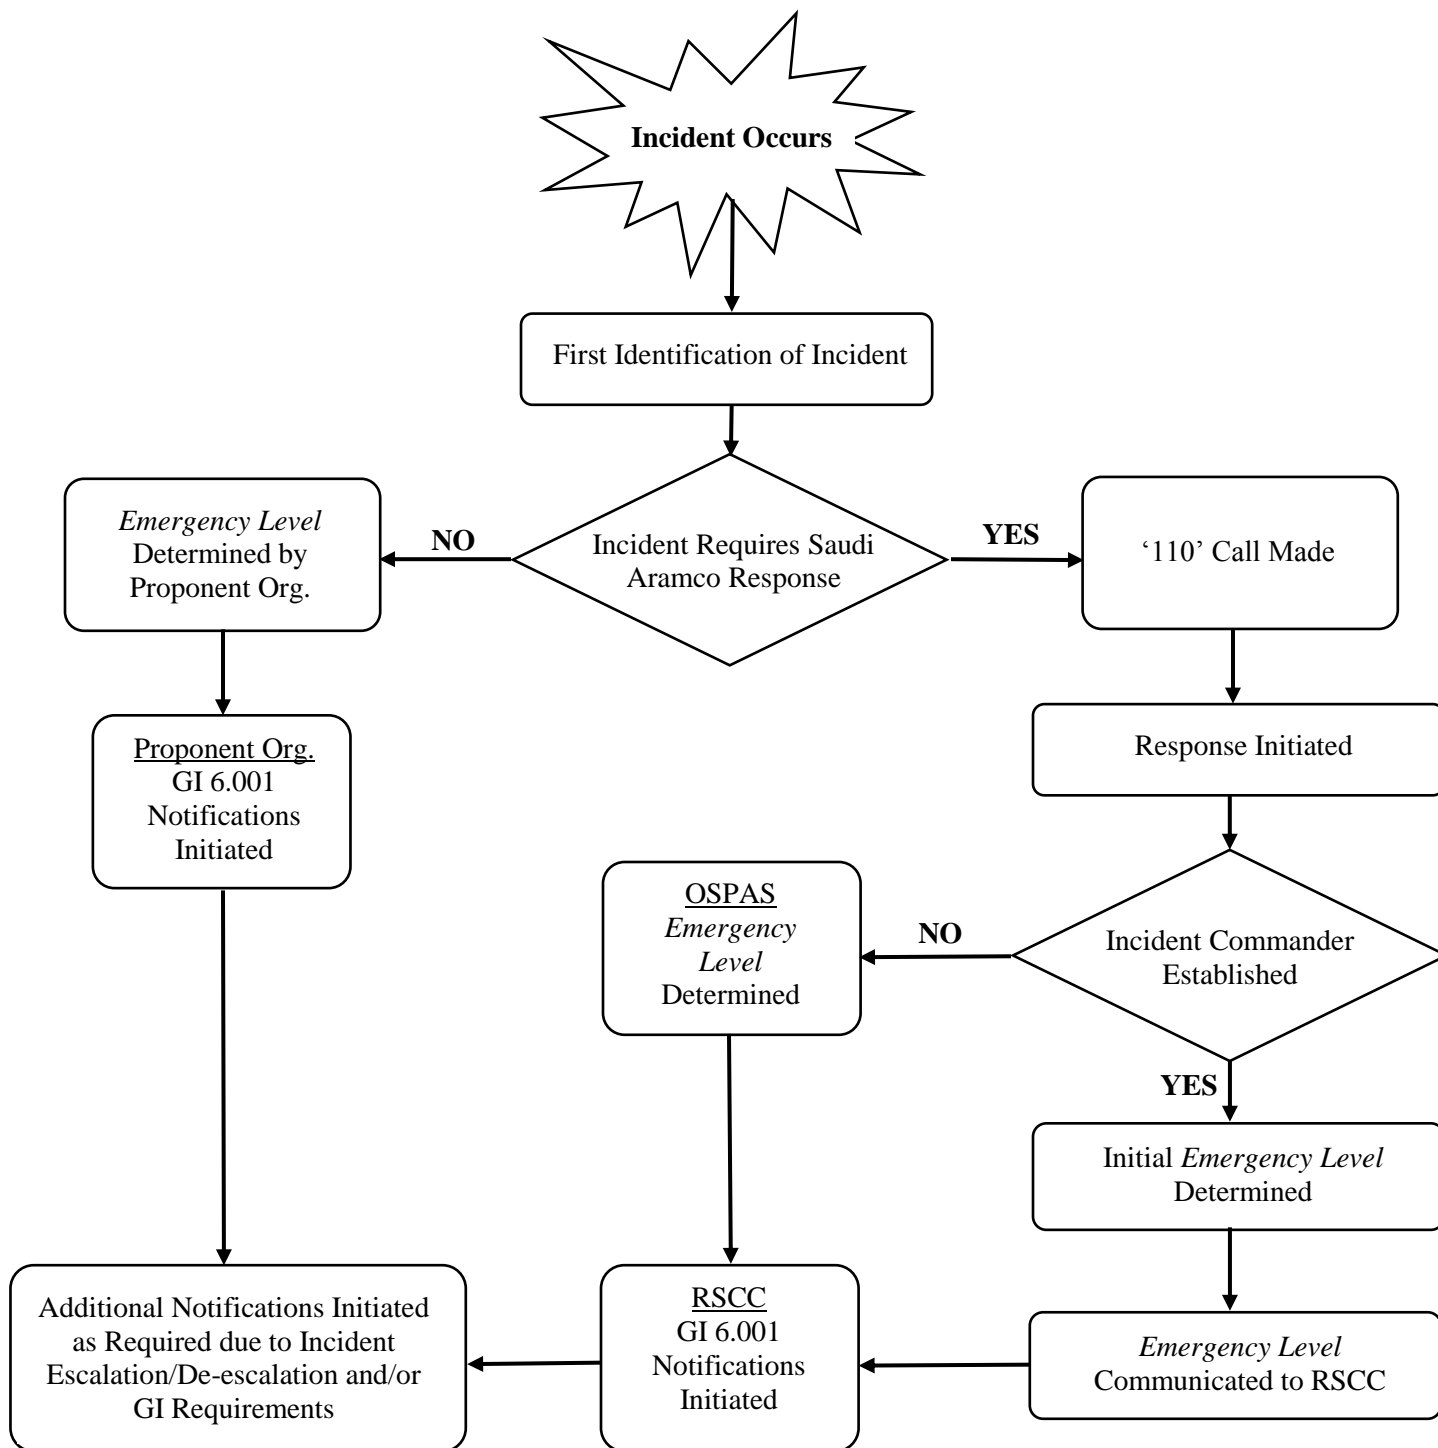 Incident Occurs
First Identification of Incident
Emergency Level
Determined by
Proponent Org.
NO
Incident Requires Saudi
Aramco Response
YES
‘110’ Call Made
Proponent Org.
GI 6.001
Notifications
Initiated
Response Initiated
OSPAS
Emergency
Level
Determined
NO
Incident Commander
Established
YES
Initial Emergency Level
Determined
Additional Notifications Initiated
as Required due to Incident
Escalation/De-escalation and/or
GI Requirements
RSCC
GI 6.001
Notifications
Initiated
Emergency Level
Communicated to RSCC